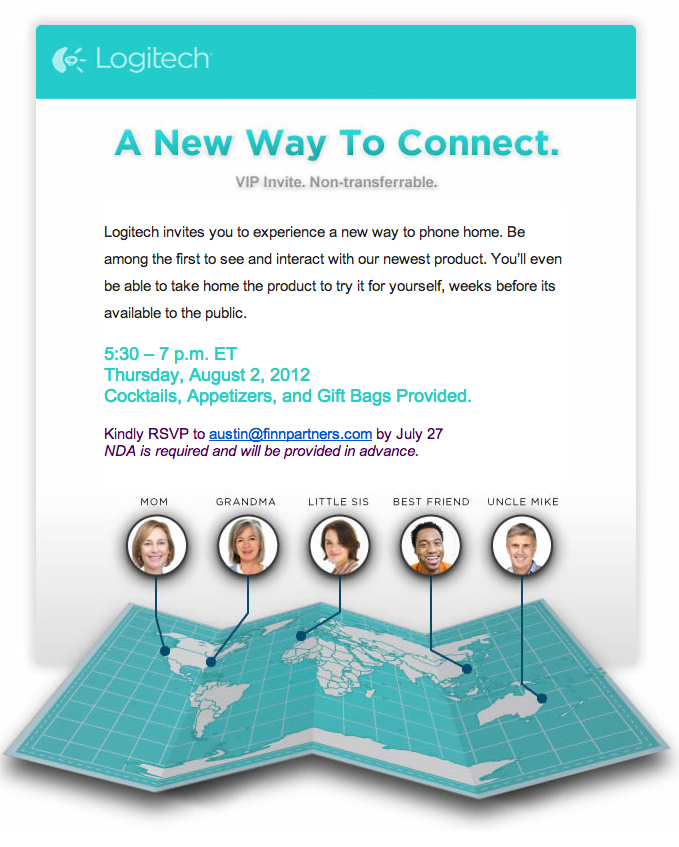 Logitech
A New Way To Connect.
VIP Invite. Non-transferrable.
Logitech invites you to experience a new way to phone home. Be
among the first to see and interact with our newest product. You’ll even
be able to take home the product to try it for yourself, weeks before its
available to the public.
5:30 – 7 p.m. ET
Thursday, August 2, 2012
Cocktails, Appetizers, and Gift Bags Provided.
Kindly RSVP to austin@finnpartners.com by July 27
NDA is required and will be provided in advance.
MOM GRANDMA LITTLE SIS BEST FRIEND UNCLE MIKE